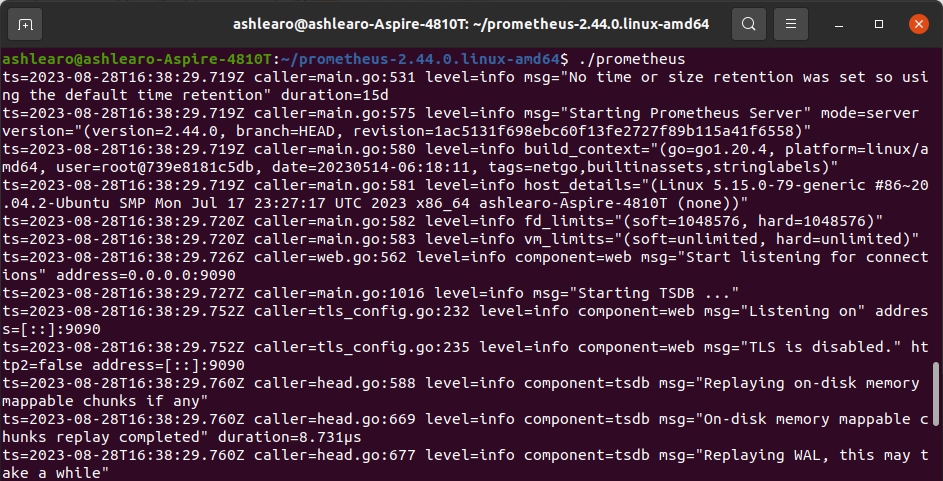 ashlearo@ashlearo-Aspire-4810T: ~/prometheus-2.44.0.linux-amd64
ashlearo@ashlearo-Aspire-4810T:~/prometheus-2.44.0.linux-amd64$ ./prometheus
ts=2023-08-28T16:38:29.719Z caller=main.go:531 level=info msg="No time or size retention was set so usi
ng the default time retention" duration=15d
ts=2023-08-28T16:38:29.719Z caller=main.go:575 level=info msg="Starting Prometheus Server" mode=server
version="(version=2.44.0, branch=HEAD, revision=1ac5131f698ebc60f13fe2727f89b115a41f6558)"
ts=2023-08-28T16:38:29.719Z caller=main.go:580 level=info build_context="(go=go1.20.4, platform=linux/a
md64, user=root@739e8181c5db, date=20230514-06:18:11, tags=netgo,builtinassets,stringlabels)"
ts=2023-08-28T16:38:29.719Z caller=main.go:581 level=info host_details="(Linux 5.15.0-79-generic #86~20
.04.2-Ubuntu SMP Mon Jul 17 23:27:17 UTC 2023 x86_64 ashlearo-Aspire-4810T (none))"
ts=2023-08-28T16:38:29.720Z caller=main.go:582 level=info fd_limits="(soft=1048576, hard=1048576)"
ts=2023-08-28T16:38:29.720Z caller=main.go:583 level=info vm_limits="(soft=unlimited, hard=unlimited)"
ts=2023-08-28T16:38:29.726Z caller=web.go:562 level=info component=web msg="Start listening for connect
ions" address=0.0.0.0:9090
ts=2023-08-28T16:38:29.727Z caller=main.go:1016 level=info msg="Starting TSDB ..."
ts=2023-08-28T16:38:29.752Z caller=tls_config.go:232 level=info component=web msg="Listening on" addres
s=[::]:9090
ts=2023-08-28T16:38:29.752Z caller=tls_config.go:235 level=info component=web msg="TLS is disabled." ht
tp2=false address=[::]:9090
ts=2023-08-28T16:38:29.760Z caller=head.go:588 level=info component=tsdb msg="Replaying on-disk memory
mappable chunks if any"
ts=2023-08-28T16:38:29.760Z caller=head.go:669 level=info component=tsdb msg="On-disk memory mappable c
hunks replay completed" duration=8.731µs
ts=2023-08-28T16:38:29.760Z caller=head.go:677 level=info component=tsdb msg="Replaying WAL, this may t
ake a while"